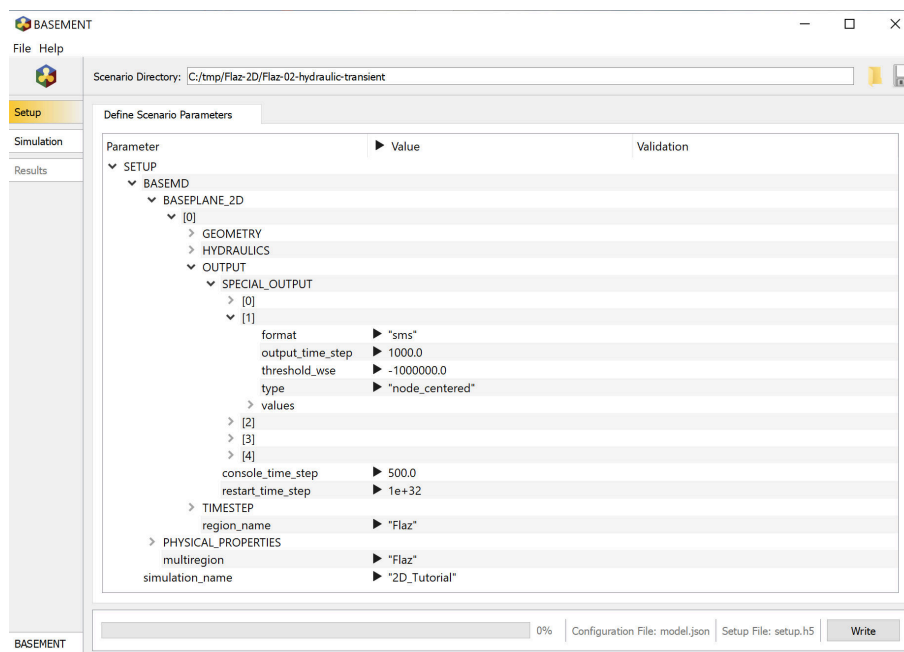 BASEMENT
File Help
Scenario Directory: C:/tmp/Flaz-2D/Flaz-02-hydraulic-transient
Setup
Simulation
Results
Define Scenario Parameters
Parameter Value Validation
SETUP
BASEMD
BASEPLANE_2D
[0]
GEOMETRY
HYDRAULICS
OUTPUT
SPECIAL_OUTPUT
[0]
[1]
format "sms"
output_time_step 1000.0
threshold_wse -1000000.0
type "node_centered"
values
[2]
[3]
[4]
console_time_step 500.0
restart_time_step 1e+32
TIMESTEP
region_name "Flaz"
PHYSICAL_PROPERTIES
multiregion "Flaz"
simulation_name "2D_Tutorial"
0% Configuration File: model.json Setup File: setup.h5 Write
BASEMENT